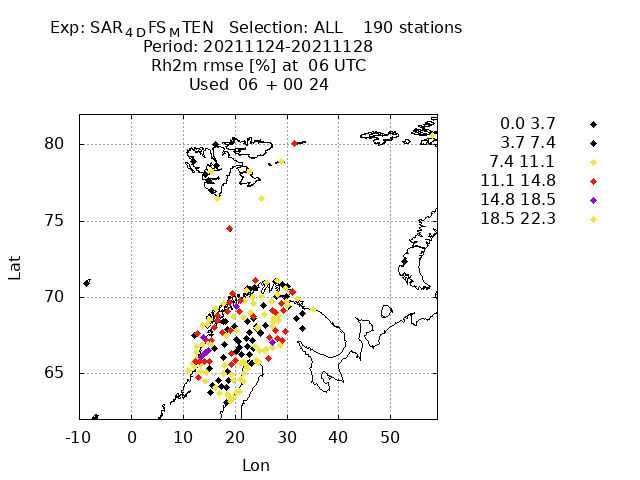 Exp: SAR4DFSMTEN Selection: ALL 190 stations
Period: 20211124-20211128
Rh2m rmse [%] at 06 UTC
Used 06 + 00 24
0.0 3.7
3.7 7.4
7.4 11.1
11.1 14.8
14.8 18.5
18.5 22.3
80
75
70
65
Lat
-10 0 10 20 30 40 50
Lon